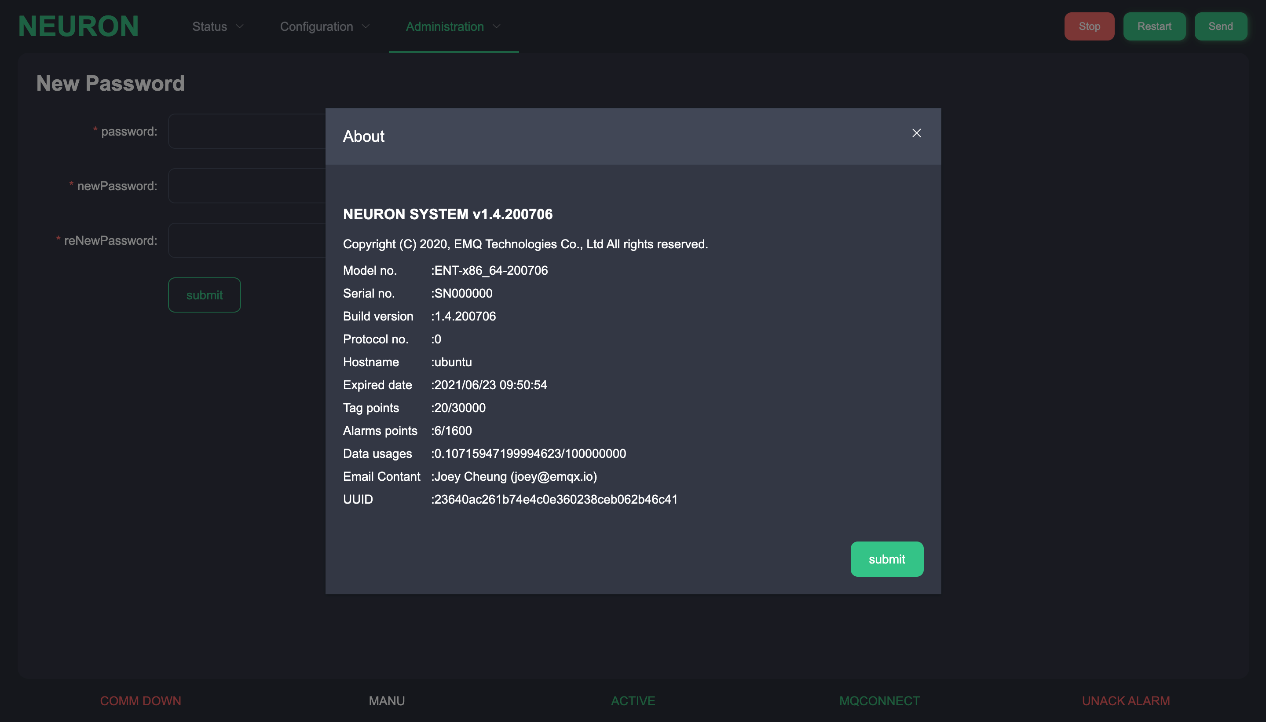 NEURON Status Configuration Administration Stop Restart Send
New Password
* password:
* newPassword:
* reNewPassword:
submit
About
NEURON SYSTEM v1.4.200706
Copyright (C) 2020, EMQ Technologies Co., Ltd All rights reserved.
Model no. :ENT-x86_64-200706
Serial no. :SN000000
Build version :1.4.200706
Protocol no. :0
Hostname :ubuntu
Expired date :2021/06/23 09:50:54
Tag points :20/30000
Alarms points :6/1600
Data usages :0.10715947199994623/100000000
Email Contant :Joey Cheung (joey@emqx.io)
UUID :23640ac261b74e4c0e360238ceb062b46c41
submit
COMM DOWN MANU ACTIVE MQCONNECT UNACK ALARM